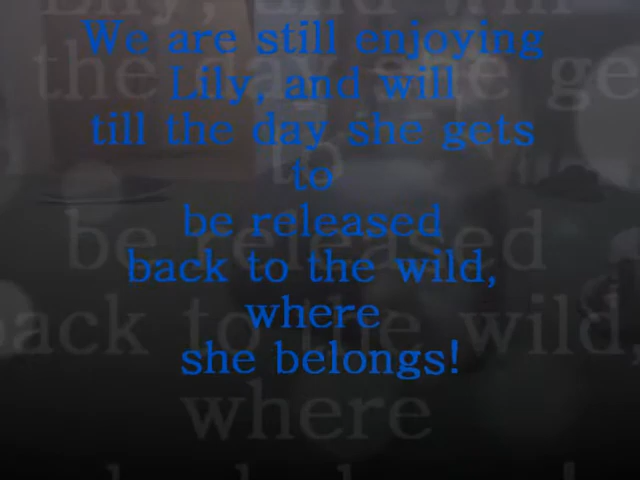 We are still enjoying
Lily, and will
till the day she gets
to
be released
back to the wild,
where
she belongs!